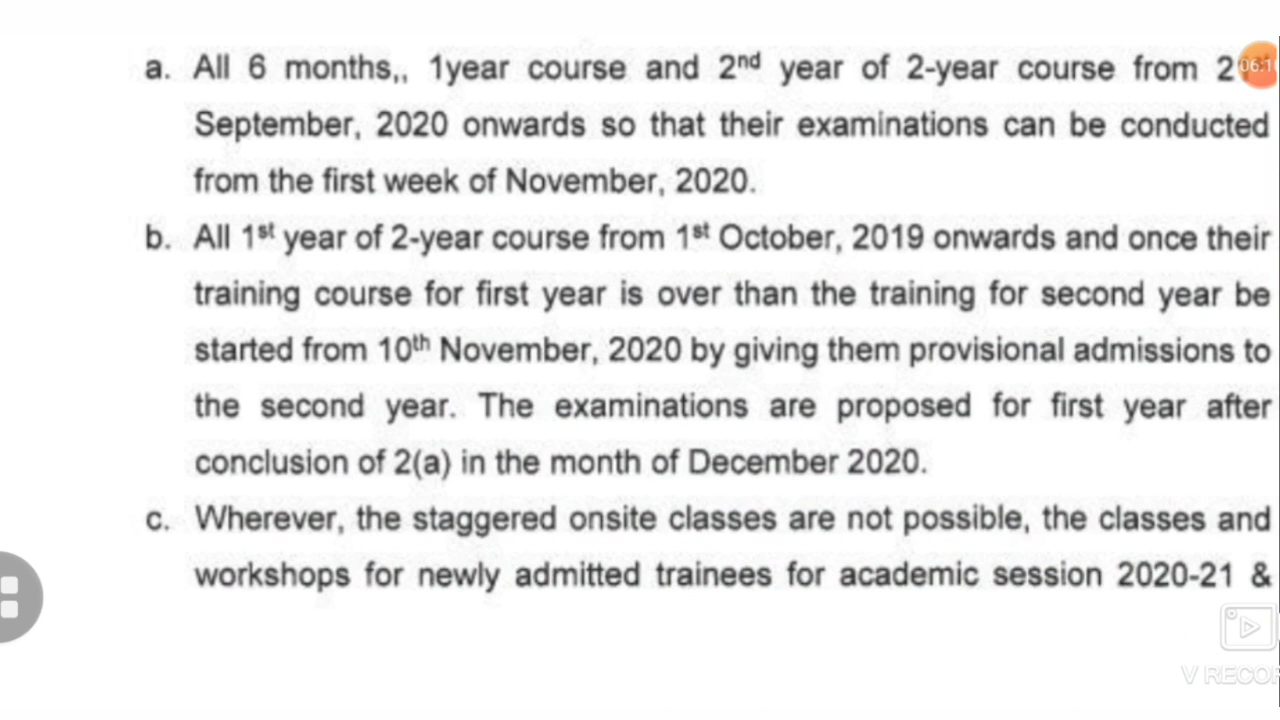 a. All 6 months,, 1year course and 2nd year of 2-year course from 2
September, 2020 onwards so that their examinations can be conducted
from the first week of November, 2020.
b. All 1st year of 2-year course from 1st October, 2019 onwards and once their
training course for first year is over than the training for second year be
started from 10th November, 2020 by giving them provisional admissions to
the second year. The examinations are proposed for first year after
conclusion of 2(a) in the month of December 2020.
c. Wherever, the staggered onsite classes are not possible, the classes and
workshops for newly admitted trainees for academic session 2020-21 &
V RECOR